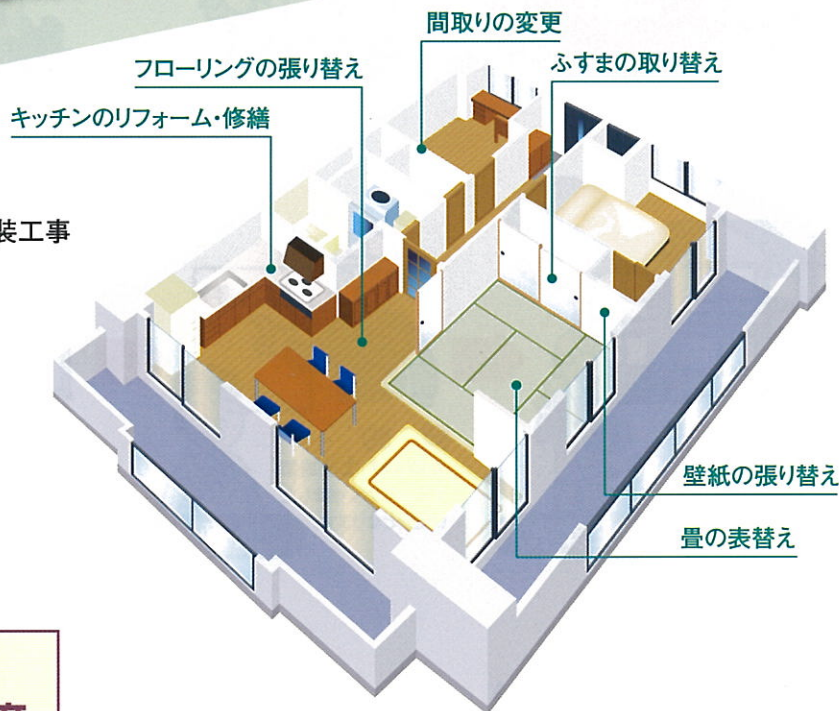 間取りの変更
フローリングの張り替え
ふすまの取り替え
キッチンのリフォーム・修繕
装工事
壁紙の張り替え
畳の表替え